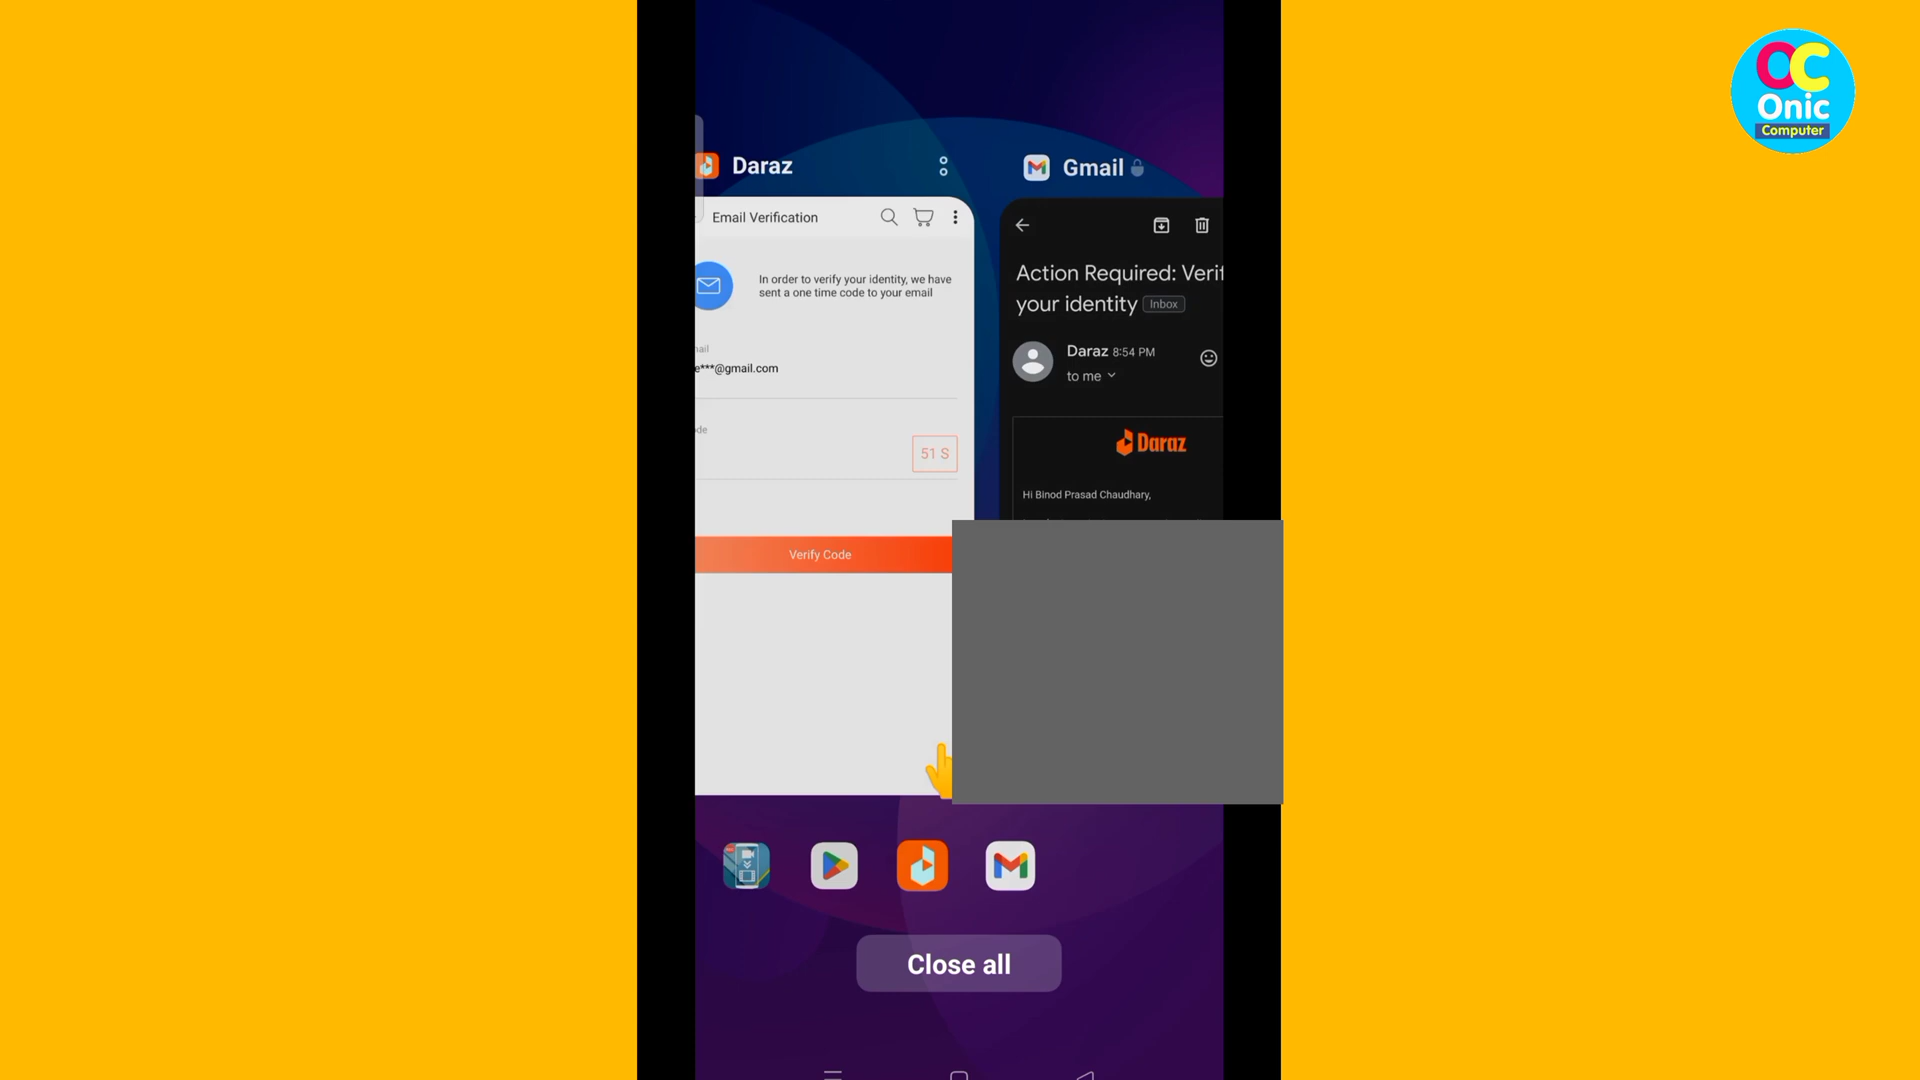 OC
Onic
Computer
Daraz
Gmail
Email Verification
In order to verify your identity, we have
sent a one time code to your email
e***@gmail.com
51 S
Verify Code
Action Required:
your identity Inbox
Daraz 8:54 PM
to me
Daraz
Hi Binod Prasad Chaudhary,
Close all